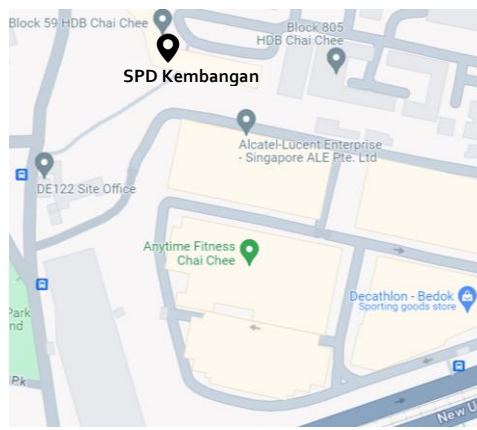 Block 59 HDB Chai Chee
SPD Kembangan
Block 805
HDB Chai Chee
Alcatel-Lucent Enterprise
- Singapore ALE Pte. Ltd
DE122 Site Office
Anytime Fitness
Chai Chee
Decathlon - Bedok
Sporting goods store
Park
nd
Pk
New U